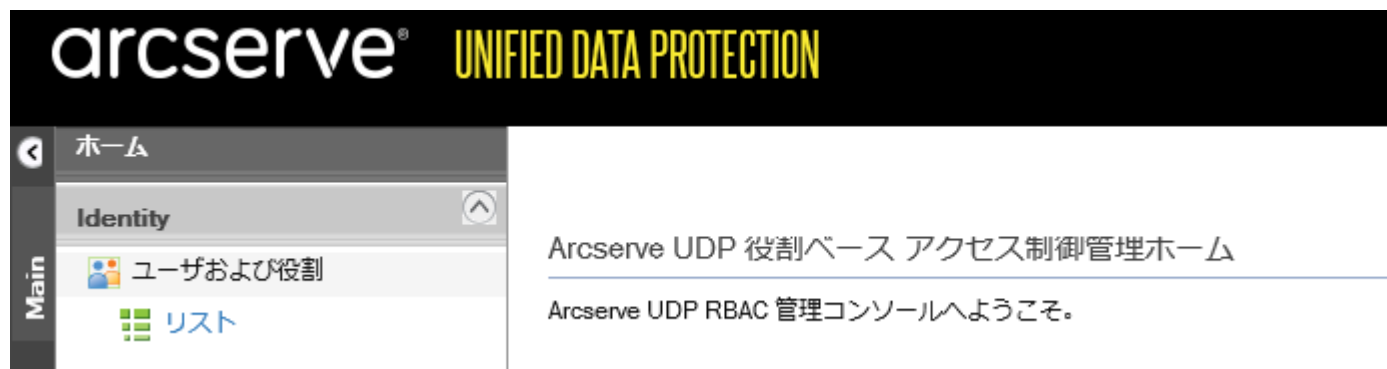 arcserve® UNIFIED DATA PROTECTION
ホーム
Main
Identity
ユーザおよび役割
リスト
Arcserve UDP 役割ベース アクセス制御管理ホーム
Arcserve UDP RBAC 管理コンソールへようこそ。